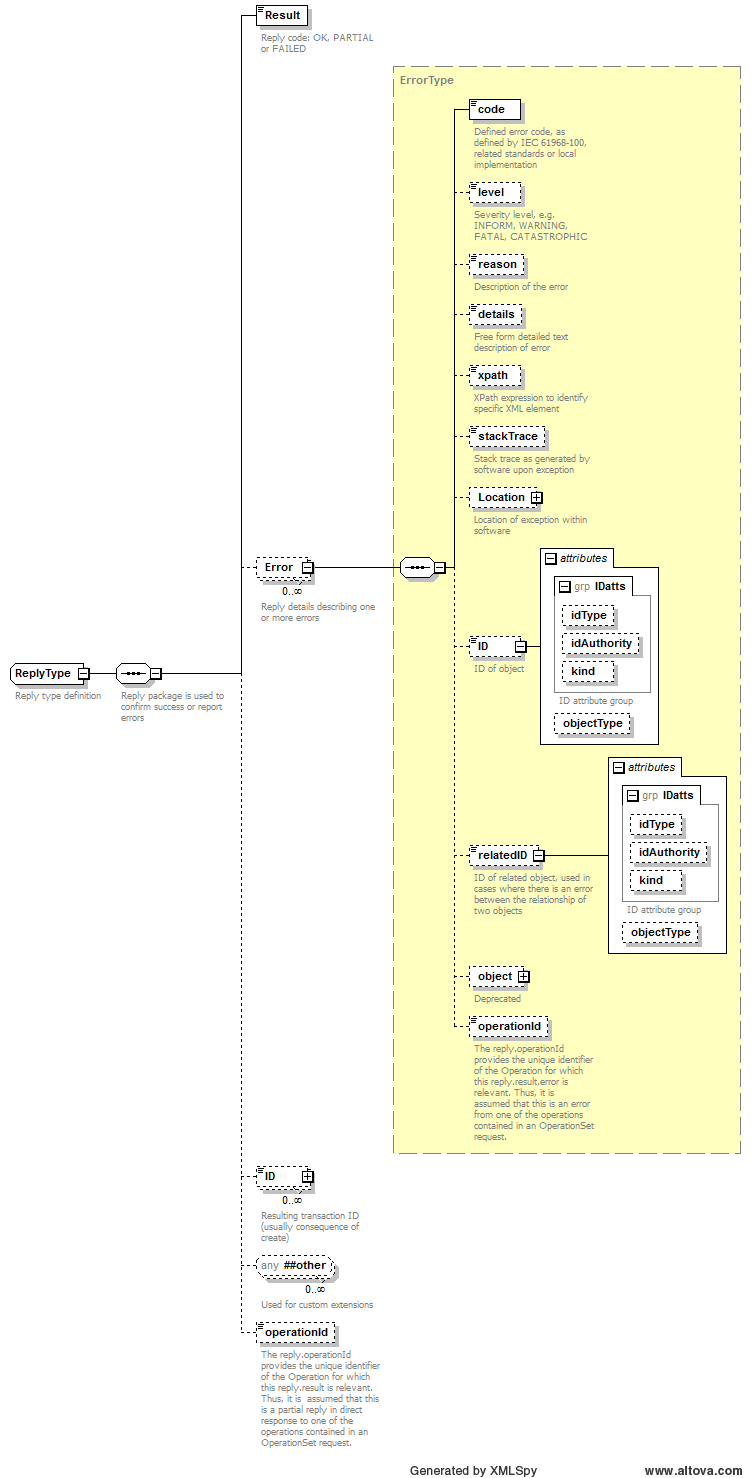 Result
Reply code: OK, PARTIAL
or FAILED
ErrorType
code
Defined error code, as
defined by IEC 61968-100,
related standards or local
implementation
level
Severity level, e.g.
INFORM, WARNING,
FATAL, CATASTROPHIC
reason
Description of the error
details
Free form detailed text
description of error
xpath
XPath expression to identify
specific XML element
stackTrace
Stack trace as generated by
software upon exception
Location
Location of exception within
software
Error
0..∞
Reply details describing one
or more errors
attributes
grp IDatts
idType
idAuthority
kind
ID attribute group
objectType
ID
ID of object
ReplyType
Reply type definition
Reply package is used to
confirm success or report
errors
attributes
grp IDatts
idType
idAuthority
kind
ID attribute group
objectType
relatedID
ID of related object, used in
cases where there is an error
between the relationship of
two objects
object
Deprecated
operationId
The reply.operationId
provides the unique identifier
of the Operation for which
this reply.result.error is
relevant. Thus, it is
assumed that this is an error
from one of the operations
contained in an OperationSet
request.
ID
0..∞
Resulting transaction ID
(usually consequence of
create)
any ##other
0..∞
Used for custom extensions
operationId
The reply.operationId
provides the unique identifier
of the Operation for which
this reply.result is relevant.
Thus, it is  assumed that this
is a partial reply in direct
response to one of the
operations contained in an
OperationSet request.
Generated by XMLSpy
www.altova.com